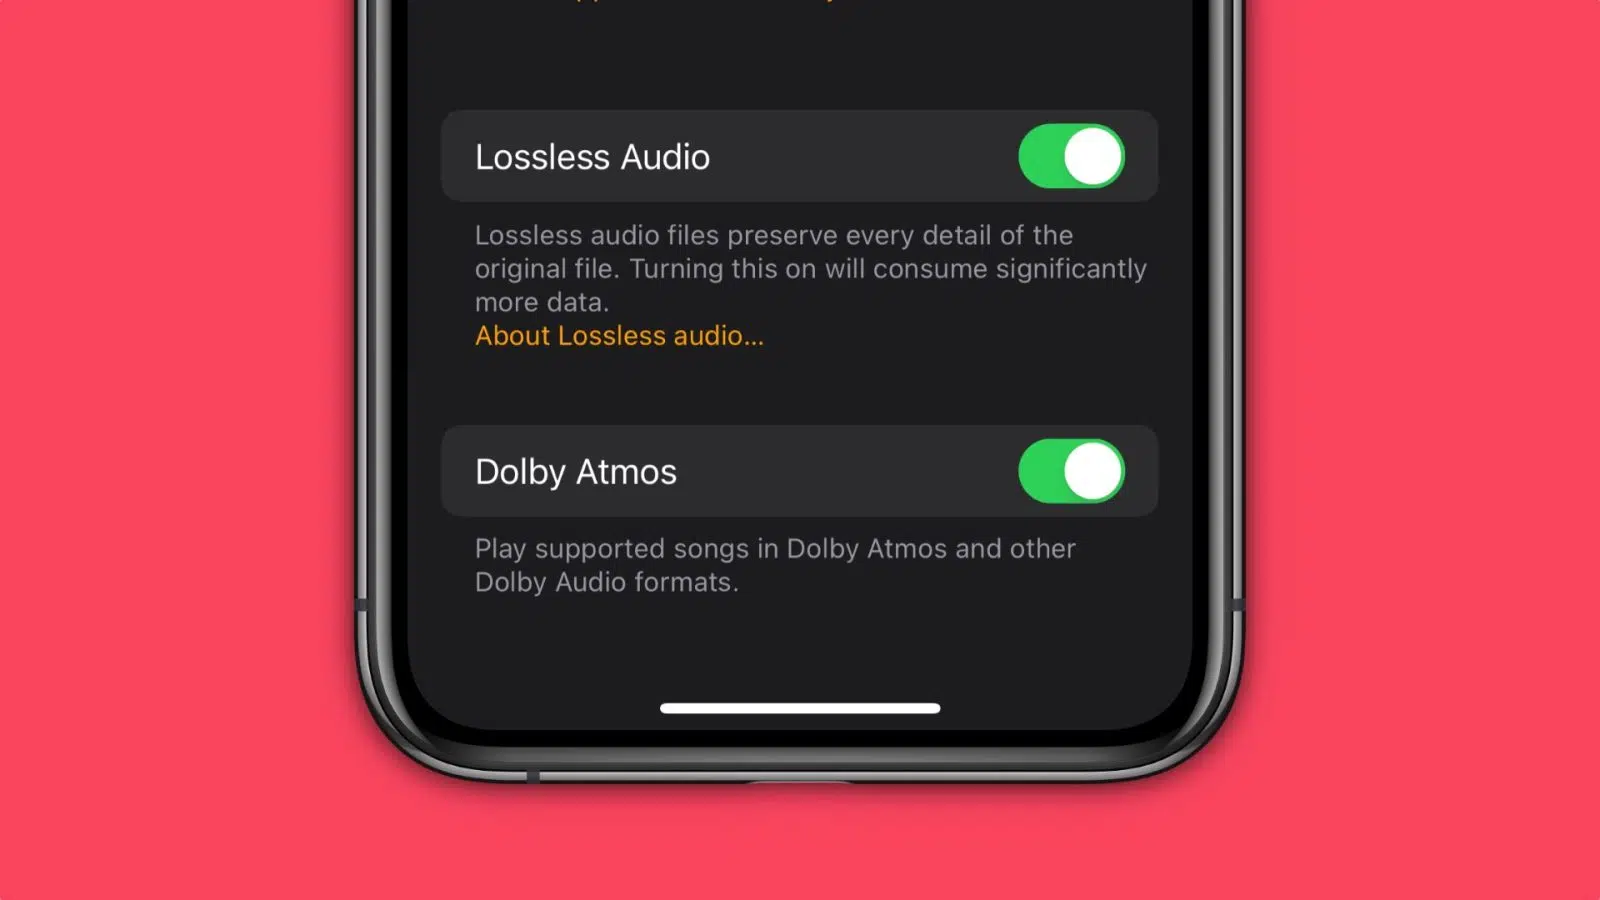 Lossless Audio
Lossless audio files preserve every detail of the
original file. Turning this on will consume significantly
more data.
About Lossless audio...
Dolby Atmos
Play supported songs in Dolby Atmos and other
Dolby Audio formats.